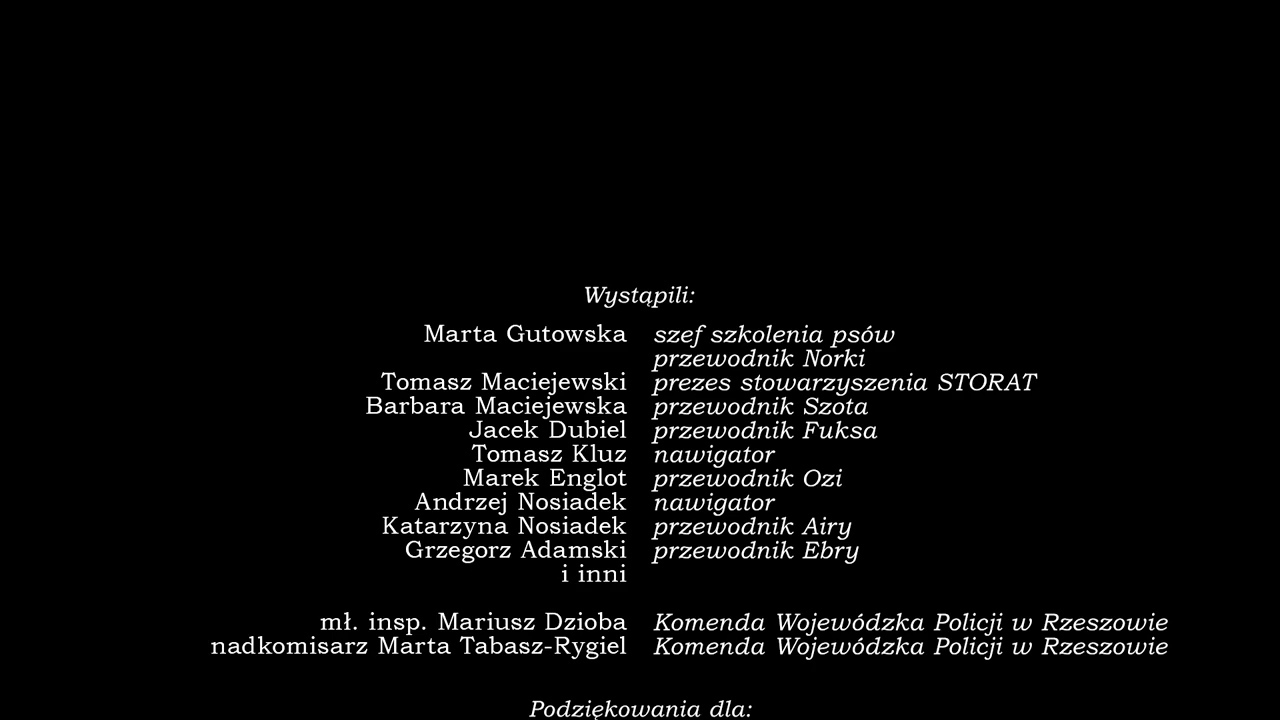 Wystąpili:
Marta Gutowska szef szkolenia psów
przewodnik Norki
Tomasz Maciejewski prezes stowarzyszenia STORAT
Barbara Maciejewska przewodnik Szota
Jacek Dubiel przewodnik Fuksa
Tomasz Kluz nawigator
Marek Englot przewodnik Ozi
Andrzej Nosiadek nawigator
Katarzyna Nosiadek przewodnik Airy
Grzegorz Adamski przewodnik Ebry
i inni
mł. insp. Mariusz Dzioba Komenda Wojewódzka Policji w Rzeszowie
nadkomisarz Marta Tabasz-Rygiel Komenda Wojewódzka Policji w Rzeszowie
Podziękowania dla: